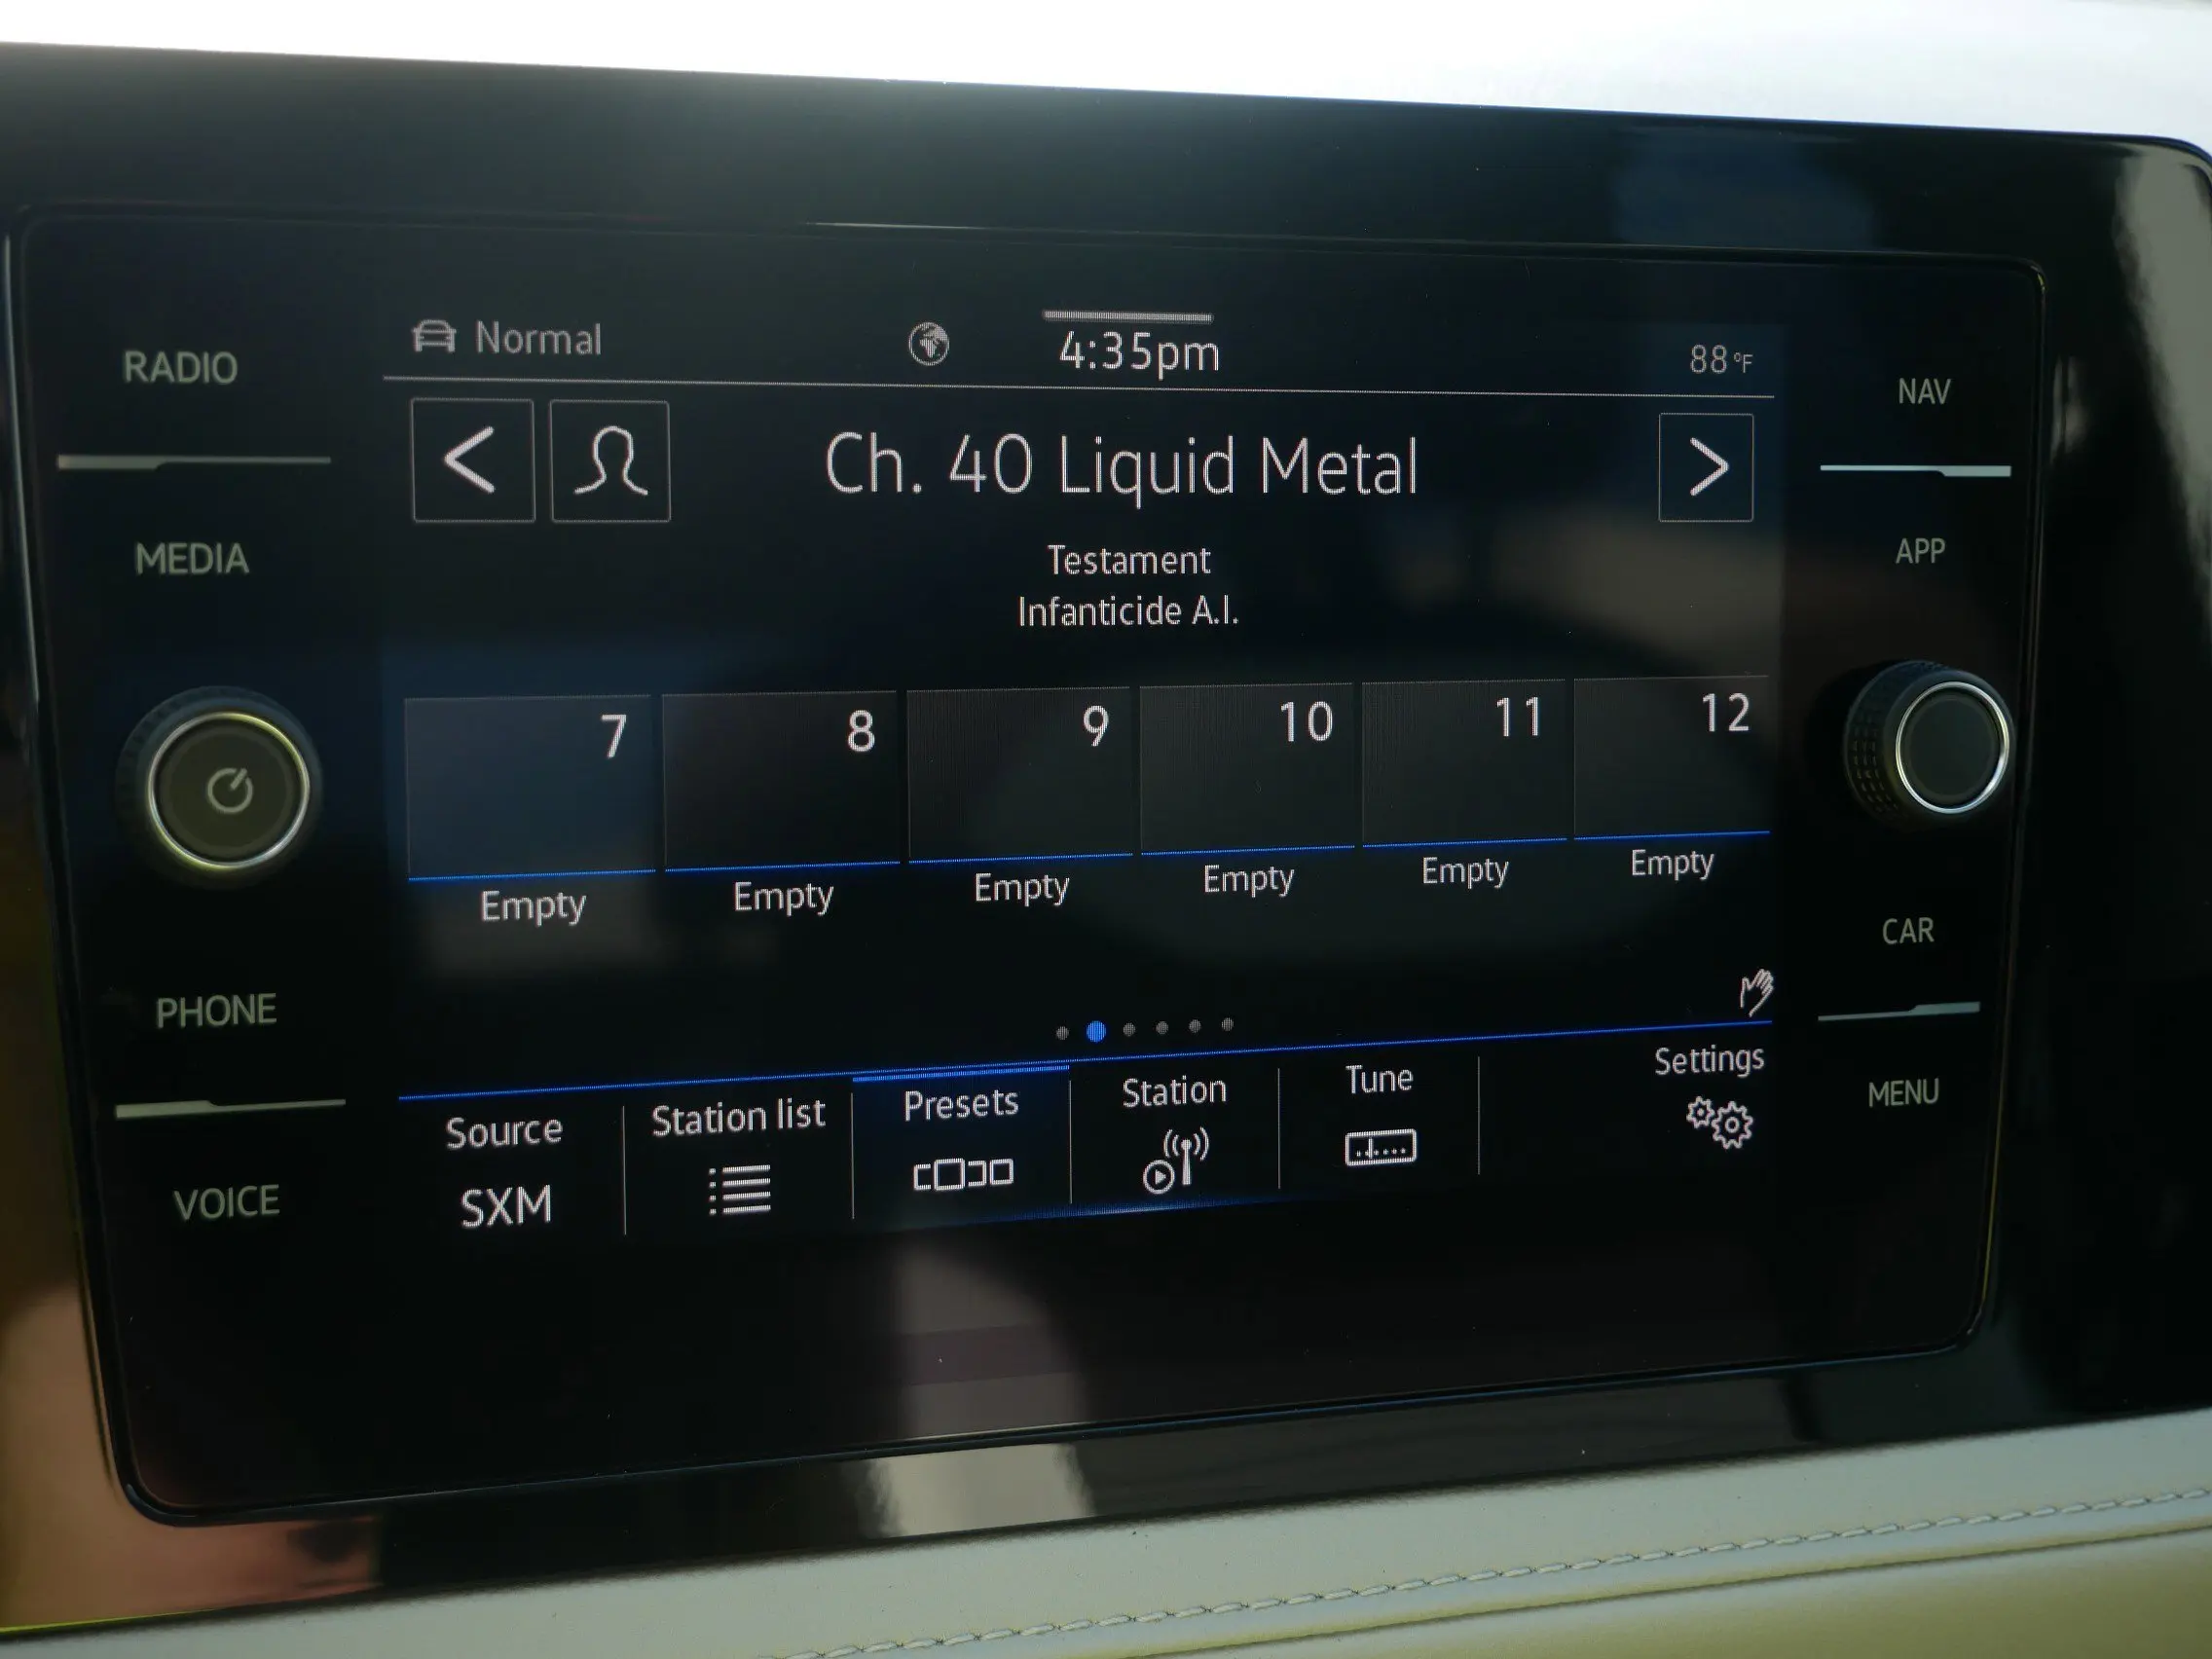 RADIO
MEDIA
PHONE
VOICE
Normal
4:35pm
88°F
Ch. 40 Liquid Metal
Testament
Infanticide A.I.
7
8
9
10
11
12
Empty
Empty
Empty
Empty
Empty
Empty
Source
SXM
Station list
Presets
Station
Tune
Settings
NAV
APP
CAR
MENU